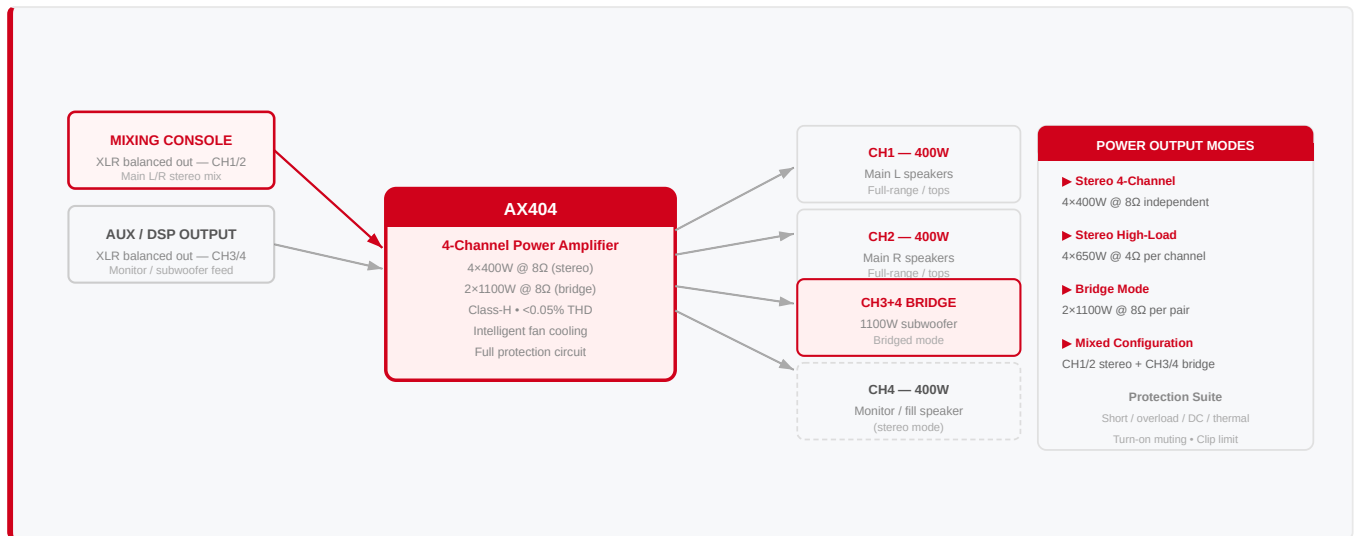 MIXING CONSOLE
XLR balanced out — CH1/2
Main L/R stereo mix
AUX / DSP OUTPUT
XLR balanced out — CH3/4
Monitor / subwoofer feed
AX404
4-Channel Power Amplifier
4×400W @ 8Ω (stereo)
2×1100W @ 8Ω (bridge)
Class-H • <0.05% THD
Intelligent fan cooling
Full protection circuit
CH1 — 400W
Main L speakers
Full-range / tops
CH2 — 400W
Main R speakers
Full-range / tops
CH3+4 BRIDGE
1100W subwoofer
Bridged mode
CH4 — 400W
Monitor / fill speaker
(stereo mode)
POWER OUTPUT MODES
▶ Stereo 4-Channel
4×400W @ 8Ω independent
▶ Stereo High-Load
4×650W @ 4Ω per channel
▶ Bridge Mode
2×1100W @ 8Ω per pair
▶ Mixed Configuration
CH1/2 stereo + CH3/4 bridge
Protection Suite
Short / overload / DC / thermal
Turn-on muting • Clip limit